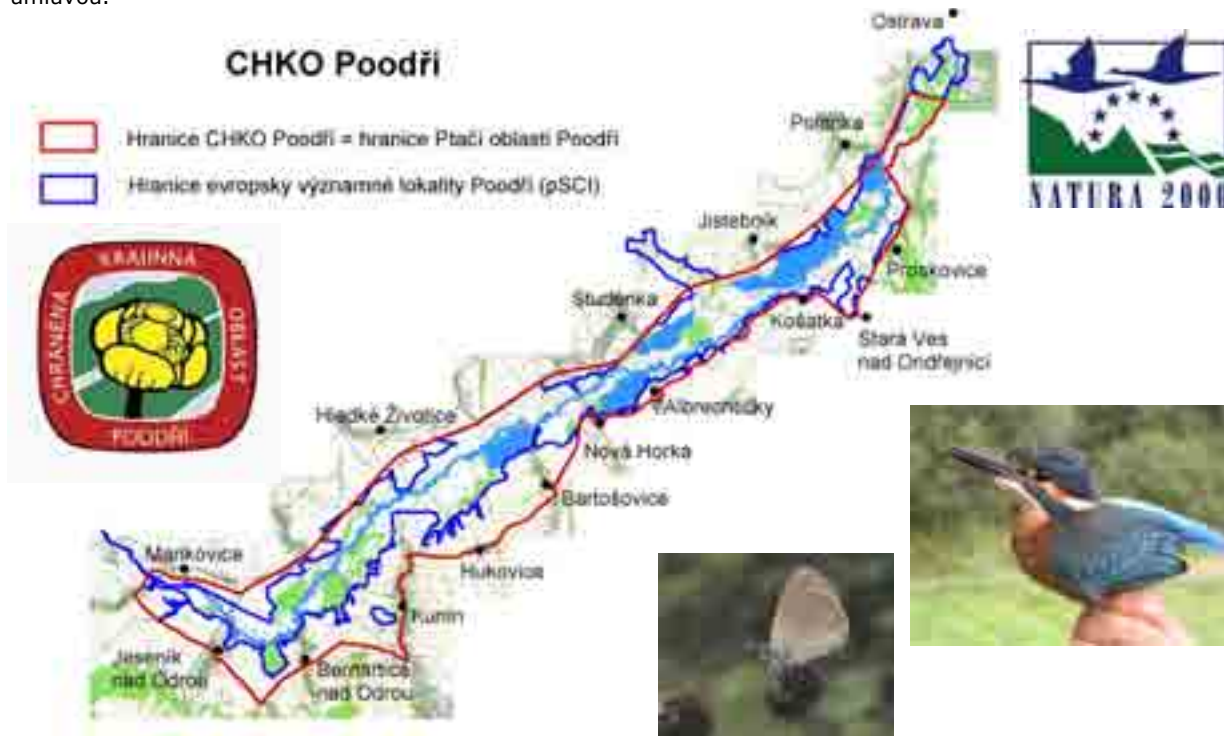 CHKO Poodří
Hranice CHKO Poodří = hranice Ptačí oblasti Poodří
Hranice evropsky významné lokality Poodří (pSCI)
NATURA 2000
CHRÁNĚNÁ
KRAJINNÁ
OBLAST
POODŘÍ
Ostrava
Polanka
Jistebník
Proskovice
Studénka
Košatka
Stará Ves
nad Ondřejnicí
Albrechtičky
Hladké Životice
Nová Horka
Bartošovice
Mankovice
Hukovice
Kunín
Jeseník
nad Odrou
Bernartice
nad Odrou